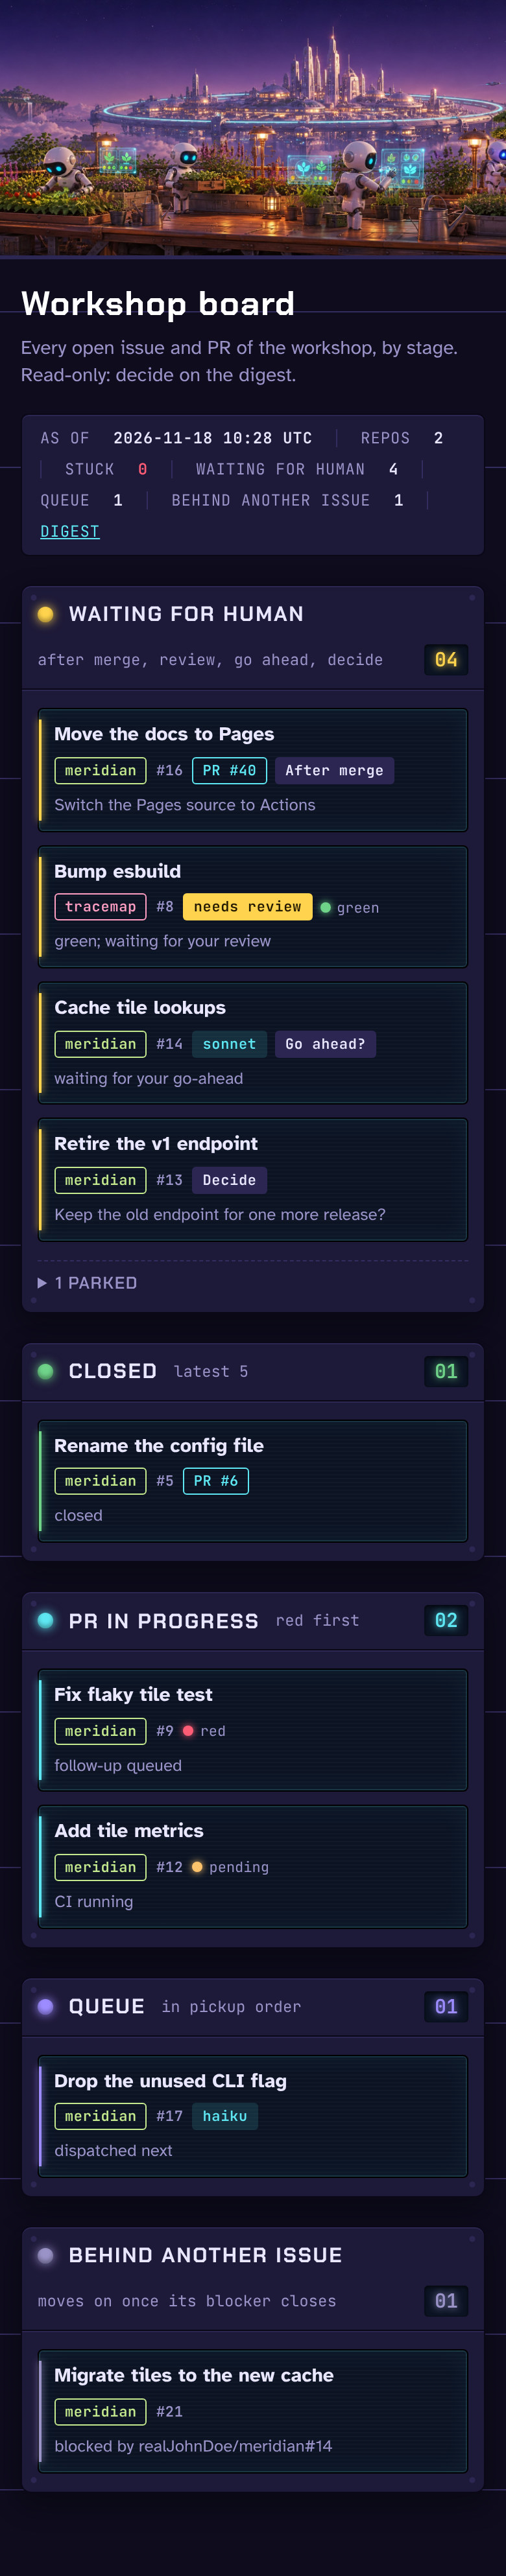 Workshop board
Every open issue and PR of the workshop, by stage.
Read-only: decide on the digest.
AS OF 2026-11-18 10:28 UTC REPOS 2
STUCK 0 WAITING FOR HUMAN 4
QUEUE 1 BEHIND ANOTHER ISSUE 1
DIGEST
WAITING FOR HUMAN
after merge, review, go ahead, decide 04
Move the docs to Pages
meridian #16 PR #40 After merge
Switch the Pages source to Actions
Bump esbuild
tracemap #8 needs review green
green; waiting for your review
Cache tile lookups
meridian #14 sonnet Go ahead?
waiting for your go-ahead
Retire the v1 endpoint
meridian #13 Decide
Keep the old endpoint for one more release?
1 PARKED
CLOSED latest 5 01
Rename the config file
meridian #5 PR #6
closed
PR IN PROGRESS red first 02
Fix flaky tile test
meridian #9 red
follow-up queued
Add tile metrics
meridian #12 pending
CI running
QUEUE in pickup order 01
Drop the unused CLI flag
meridian #17 haiku
dispatched next
BEHIND ANOTHER ISSUE
moves on once its blocker closes 01
Migrate tiles to the new cache
meridian #21
blocked by realJohnDoe/meridian#14